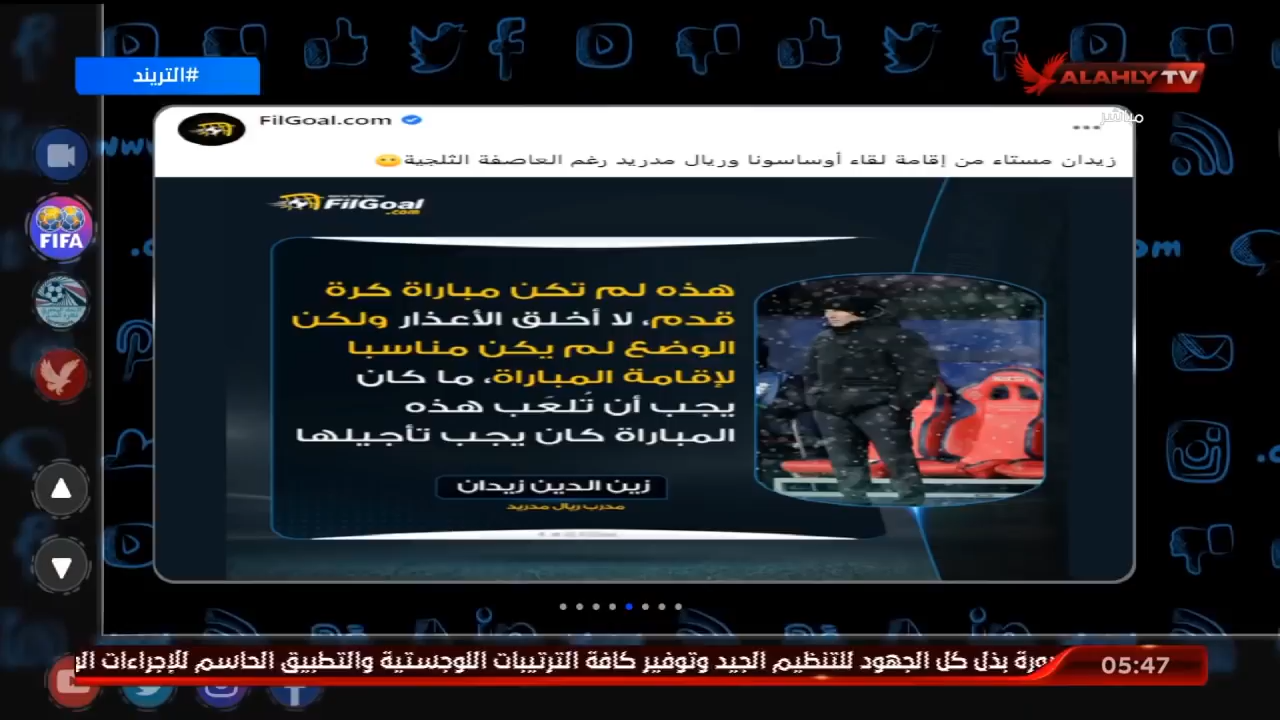 #التريند
ALAHLY TV
مباشر
FilGoal.com
زيدان مستاء من إقامة لقاء أوساسونا وريال مدريد رغم العاصفة الثلجية
FilGoal
.com
هذه لم تكن مباراة كرة
قدم، لا أخلق الأعذار ولكن
الوضع لم يكن مناسبا
لإقامة المباراة، ما كان
يجب أن تُلعَب هذه
المباراة كان يجب تأجيلها
زين الدين زيدان
مدرب ريال مدريد
FIFA
بذل كل الجهود للتنظيم الجيد وتوفير كافة الترتيبات اللوجستية والتطبيق الحاسم للإجراءات
05:47